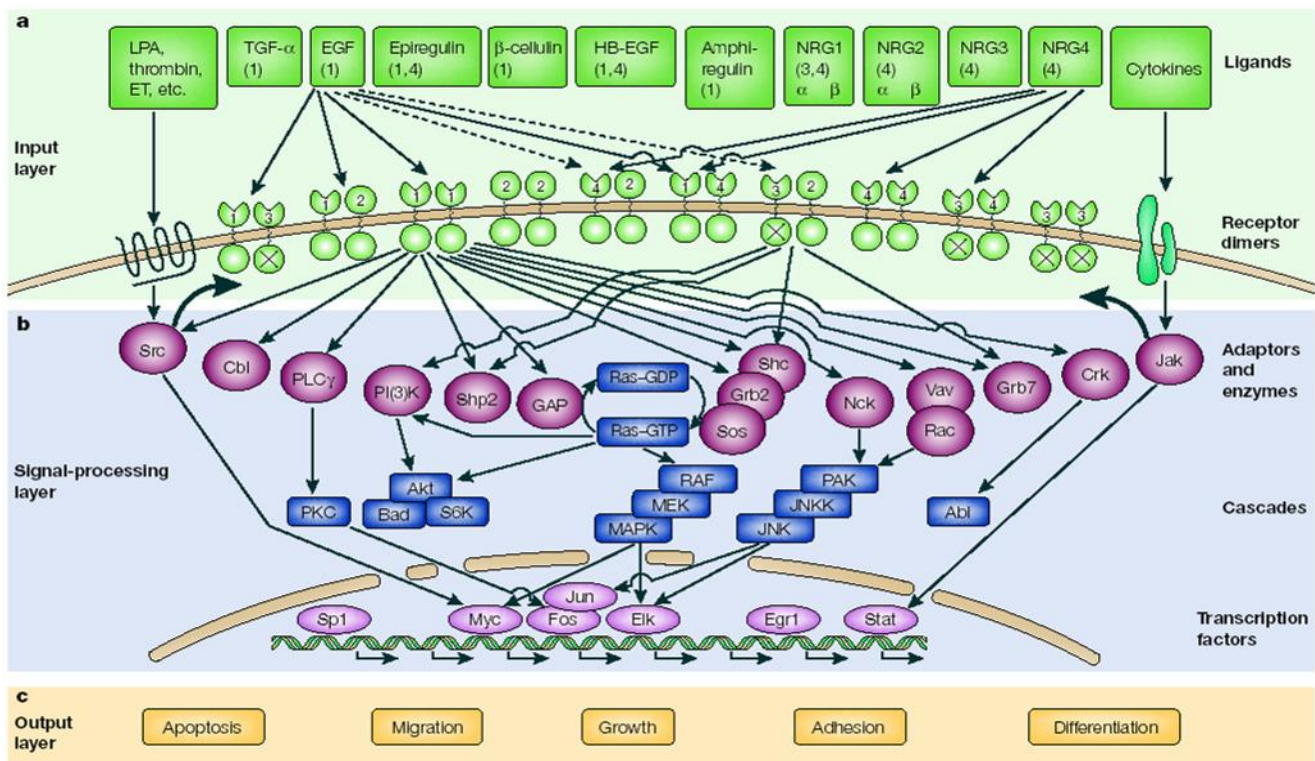 a
LPA,
thrombin,
ET, etc.
TGF-α
(1)
EGF
(1)
Epiregulin
(1,4)
β-cellulin
(1)
HB-EGF
(1,4)
Amphi-
regulin
(1)
NRG1
(3,4)
α β
NRG2
(4)
α β
NRG3
(4)
NRG4
(4)
Cytokines
Ligands
Input
layer
1 3
1 2
1 1
2 2
4 2
1 4
3 2
4 4
3 4
3 3
Receptor
dimers
b
Src
Cbl
PLCγ
PI(3)K
Shp2
GAP
Ras–GDP
Ras–GTP
Shc
Grb2
Sos
Nck
Vav
Rac
Grb7
Crk
Jak
Adaptors
and
enzymes
Signal-processing
layer
PKC
Akt
Bad
S6K
RAF
MEK
MAPK
PAK
JNKK
JNK
Abl
Cascades
Sp1
Myc
Jun
Fos
Elk
Egr1
Stat
Transcription
factors
c
Output
layer
Apoptosis
Migration
Growth
Adhesion
Differentiation